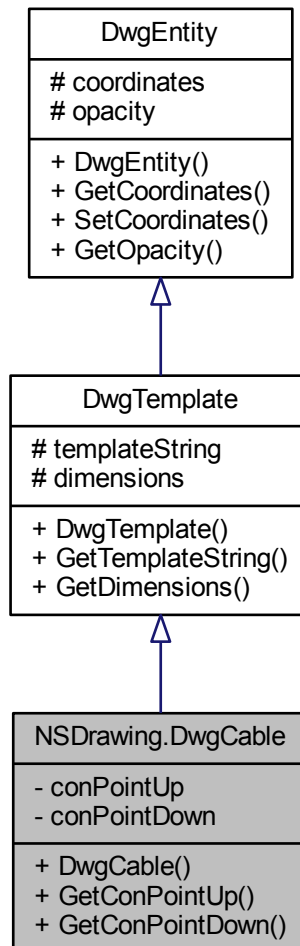 DwgEntity
# coordinates
# opacity
+ DwgEntity()
+ GetCoordinates()
+ SetCoordinates()
+ GetOpacity()
DwgTemplate
# templateString
# dimensions
+ DwgTemplate()
+ GetTemplateString()
+ GetDimensions()
NSDrawing.DwgCable
- conPointUp
- conPointDown
+ DwgCable()
+ GetConPointUp()
+ GetConPointDown()